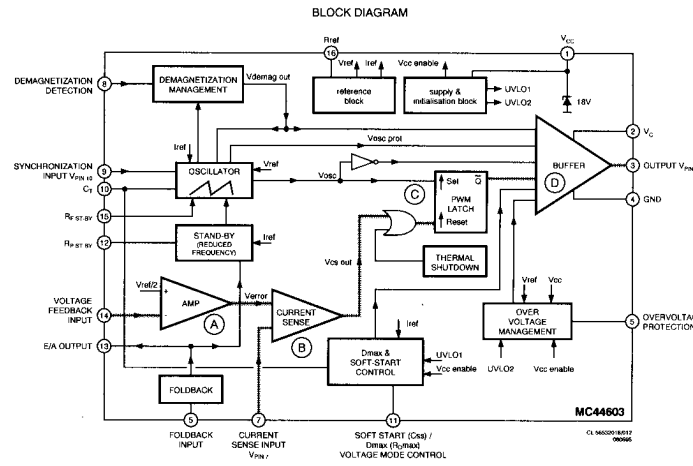 BLOCK DIAGRAM
Rref
16
VCC
1
DEMAGNETIZATION
DETECTION
8
DEMAGNETIZATION
MANAGEMENT
Vdemag out
Vref
Iref
reference
block
Vcc enable
supply &
initialisation block
UVLO1
UVLO2
18V
Iref
Vref
Vosc prot
2
VC
SYNCHRONIZATION
INPUT VPIN 10
9
OSCILLATOR
Vosc
BUFFER
D
3
OUTPUT VPIN
CT
10
C
Set
Q
PWM
LATCH
Reset
4
GND
RF ST-BY
15
RP ST-BY
12
STAND-BY
(REDUCED
FREQUENCY)
Iref
Vcs out
THERMAL
SHUTDOWN
Vref/2
+
AMP
-
A
Verror
CURRENT
SENSE
B
VOLTAGE
FEEDBACK
INPUT
14
Vref
Vcc
OVER
VOLTAGE
MANAGEMENT
5
OVERVOLTA
PROTECTION
E/A OUTPUT
13
Iref
Dmax &
SOFT-START
CONTROL
UVLO1
Vcc enable
UVLO2
Vcc enable
FOLDBACK
MC44603
5
FOLDBACK
INPUT
7
CURRENT
SENSE INPUT
VPIN 7
11
SOFT START (Css) /
Dmax (RDmax)
VOLTAGE MODE CONTROL